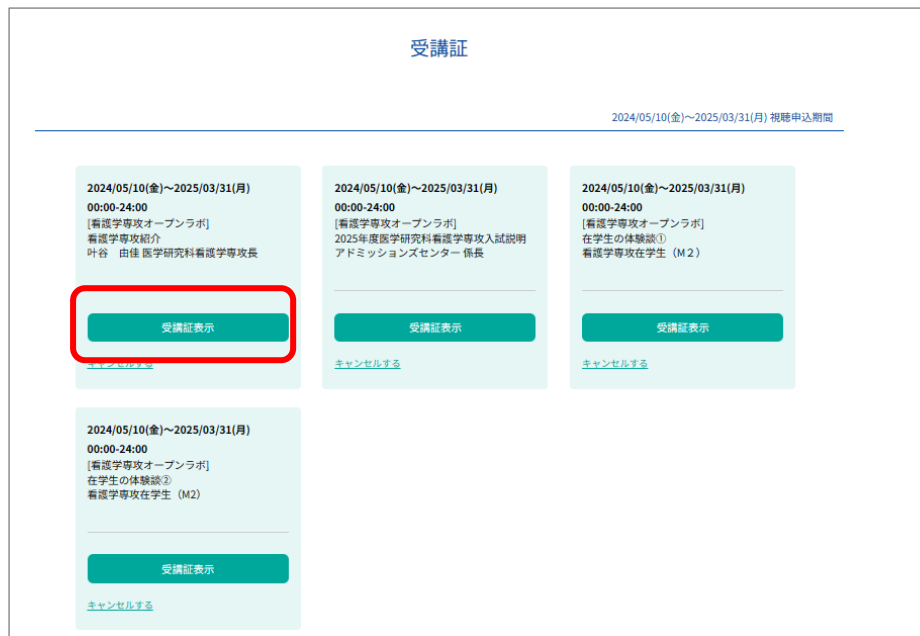 受講証
2024/05/10(金)～2025/03/31(月) 視聴申込期間
2024/05/10(金)～2025/03/31(月)
00:00-24:00
[看護学専攻オープンラボ]
看護学専攻紹介
叶谷　由佳 医学研究科看護学専攻長
受講証表示
キャンセルする
2024/05/10(金)～2025/03/31(月)
00:00-24:00
[看護学専攻オープンラボ]
2025年度医学研究科看護学専攻入試説明
アドミッションズセンター 係長
受講証表示
キャンセルする
2024/05/10(金)～2025/03/31(月)
00:00-24:00
[看護学専攻オープンラボ]
在学生の体験談①
看護学専攻在学生（M２）
受講証表示
キャンセルする
2024/05/10(金)～2025/03/31(月)
00:00-24:00
[看護学専攻オープンラボ]
在学生の体験談②
看護学専攻在学生（M2）
受講証表示
キャンセルする